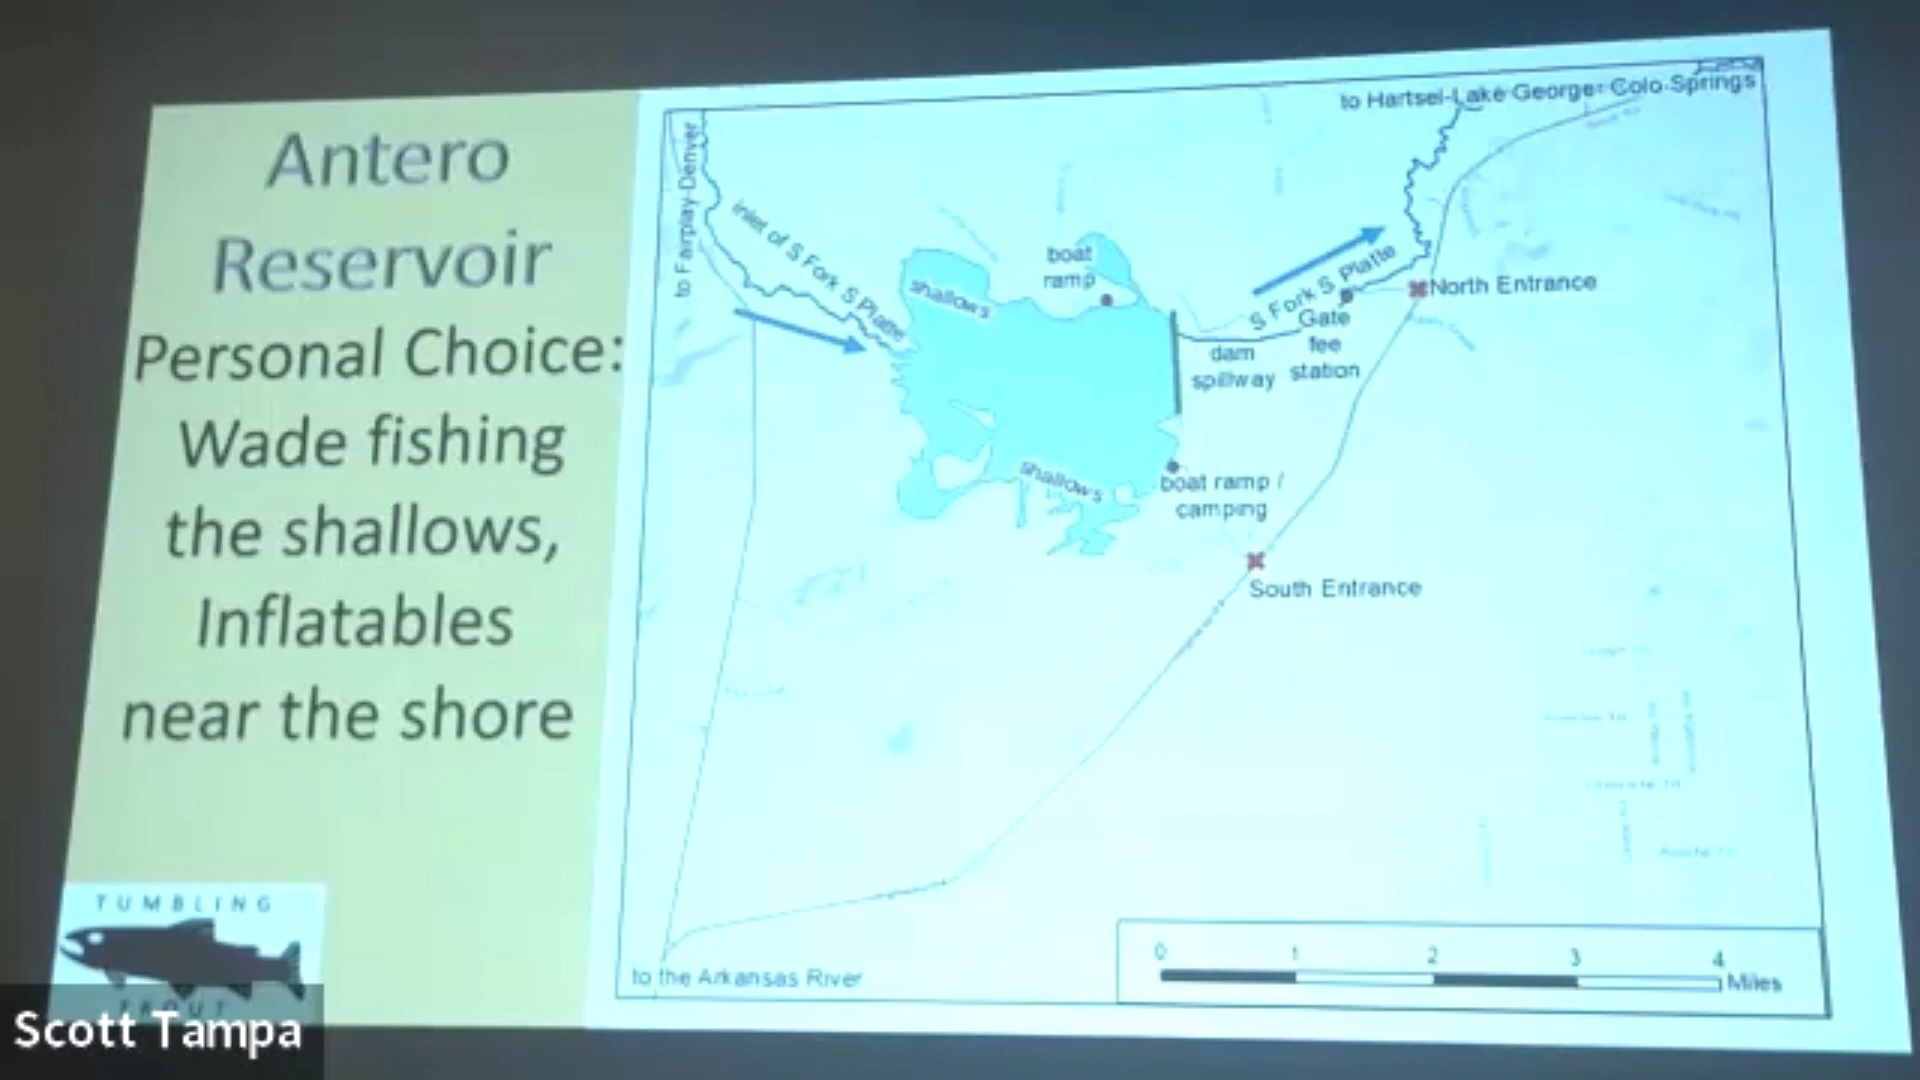 Antero
Reservoir
Personal Choice:
Wade fishing
the shallows,
Inflatables
near the shore
TUMBLING
TROUT
Scott Tampa
to Hartsel-Lake George- Colo Springs
to Fairplay-Denver
inlet of S Fork S Platte
shallows
boat
ramp
S Fork S Platte
North Entrance
Gate
fee
station
dam
spillway
shallows
boat ramp /
camping
South Entrance
to the Arkansas River
0 1 2 3 4
Miles